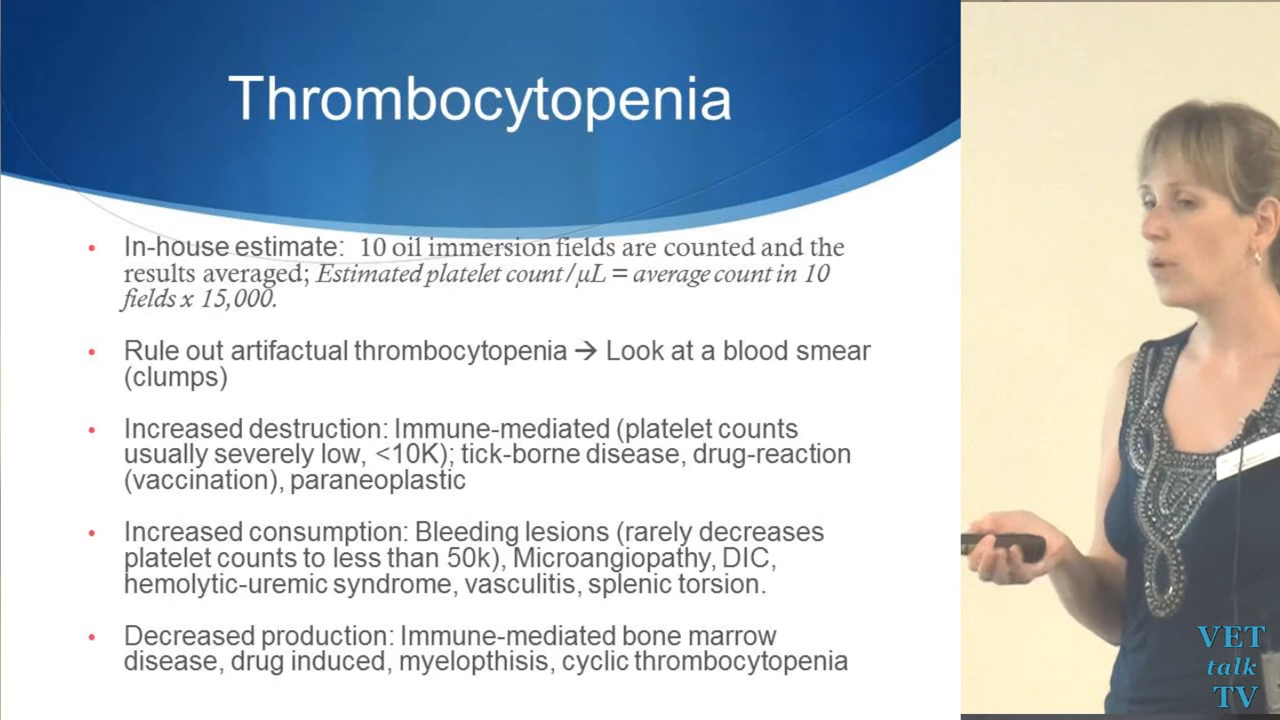 Thrombocytopenia
• In-house estimate: 10 oil immersion fields are counted and the
results averaged; Estimated platelet count /µL = average count in 10
fields x 15,000.
• Rule out artifactual thrombocytopenia → Look at a blood smear
(clumps)
• Increased destruction: Immune-mediated (platelet counts
usually severely low, <10K); tick-borne disease, drug-reaction
(vaccination), paraneoplastic
• Increased consumption: Bleeding lesions (rarely decreases
platelet counts to less than 50k), Microangiopathy, DIC,
hemolytic-uremic syndrome, vasculitis, splenic torsion.
• Decreased production: Immune-mediated bone marrow
disease, drug induced, myelopthisis, cyclic thrombocytopenia
VET
talk
TV